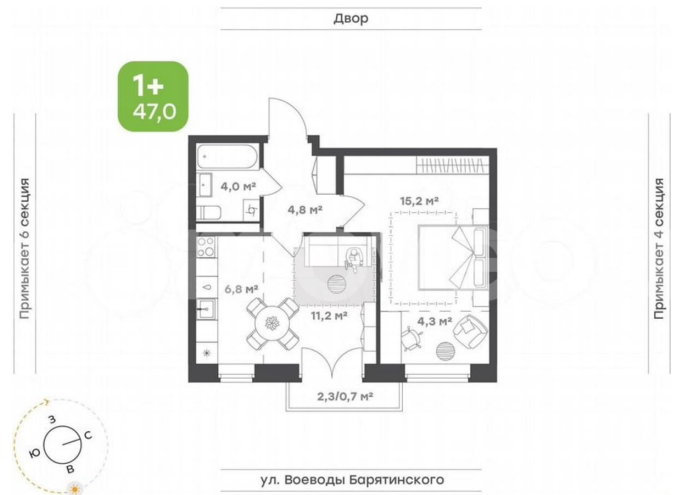 Двор
1+
47,0
4,0 м²
4,8 м²
15,2 м²
6,8 м²
11,2 м²
4,3 м²
2,3/0,7 м²
Примыкает 6 секция
Примыкает 4 секция
З
С
Ю
В
ул. Воеводы Барятинского